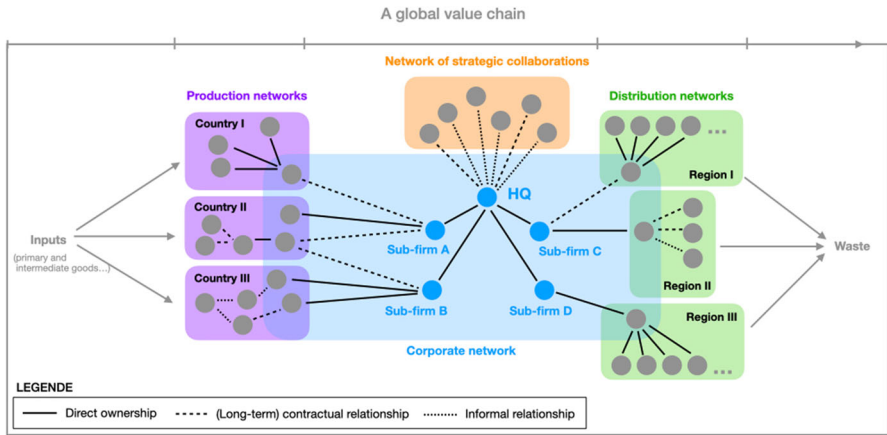 A global value chain
Network of strategic collaborations
Production networks
Distribution networks
Country I
Region I
HQ
Country II
Inputs
(primary and
intermediate goods...)
Sub-firm A
Sub-firm C
Waste
Region II
Country III
Sub-firm B
Sub-firm D
Region III
Corporate network
...
...
LEGENDE
Direct ownership
(Long-term) contractual relationship
Informal relationship